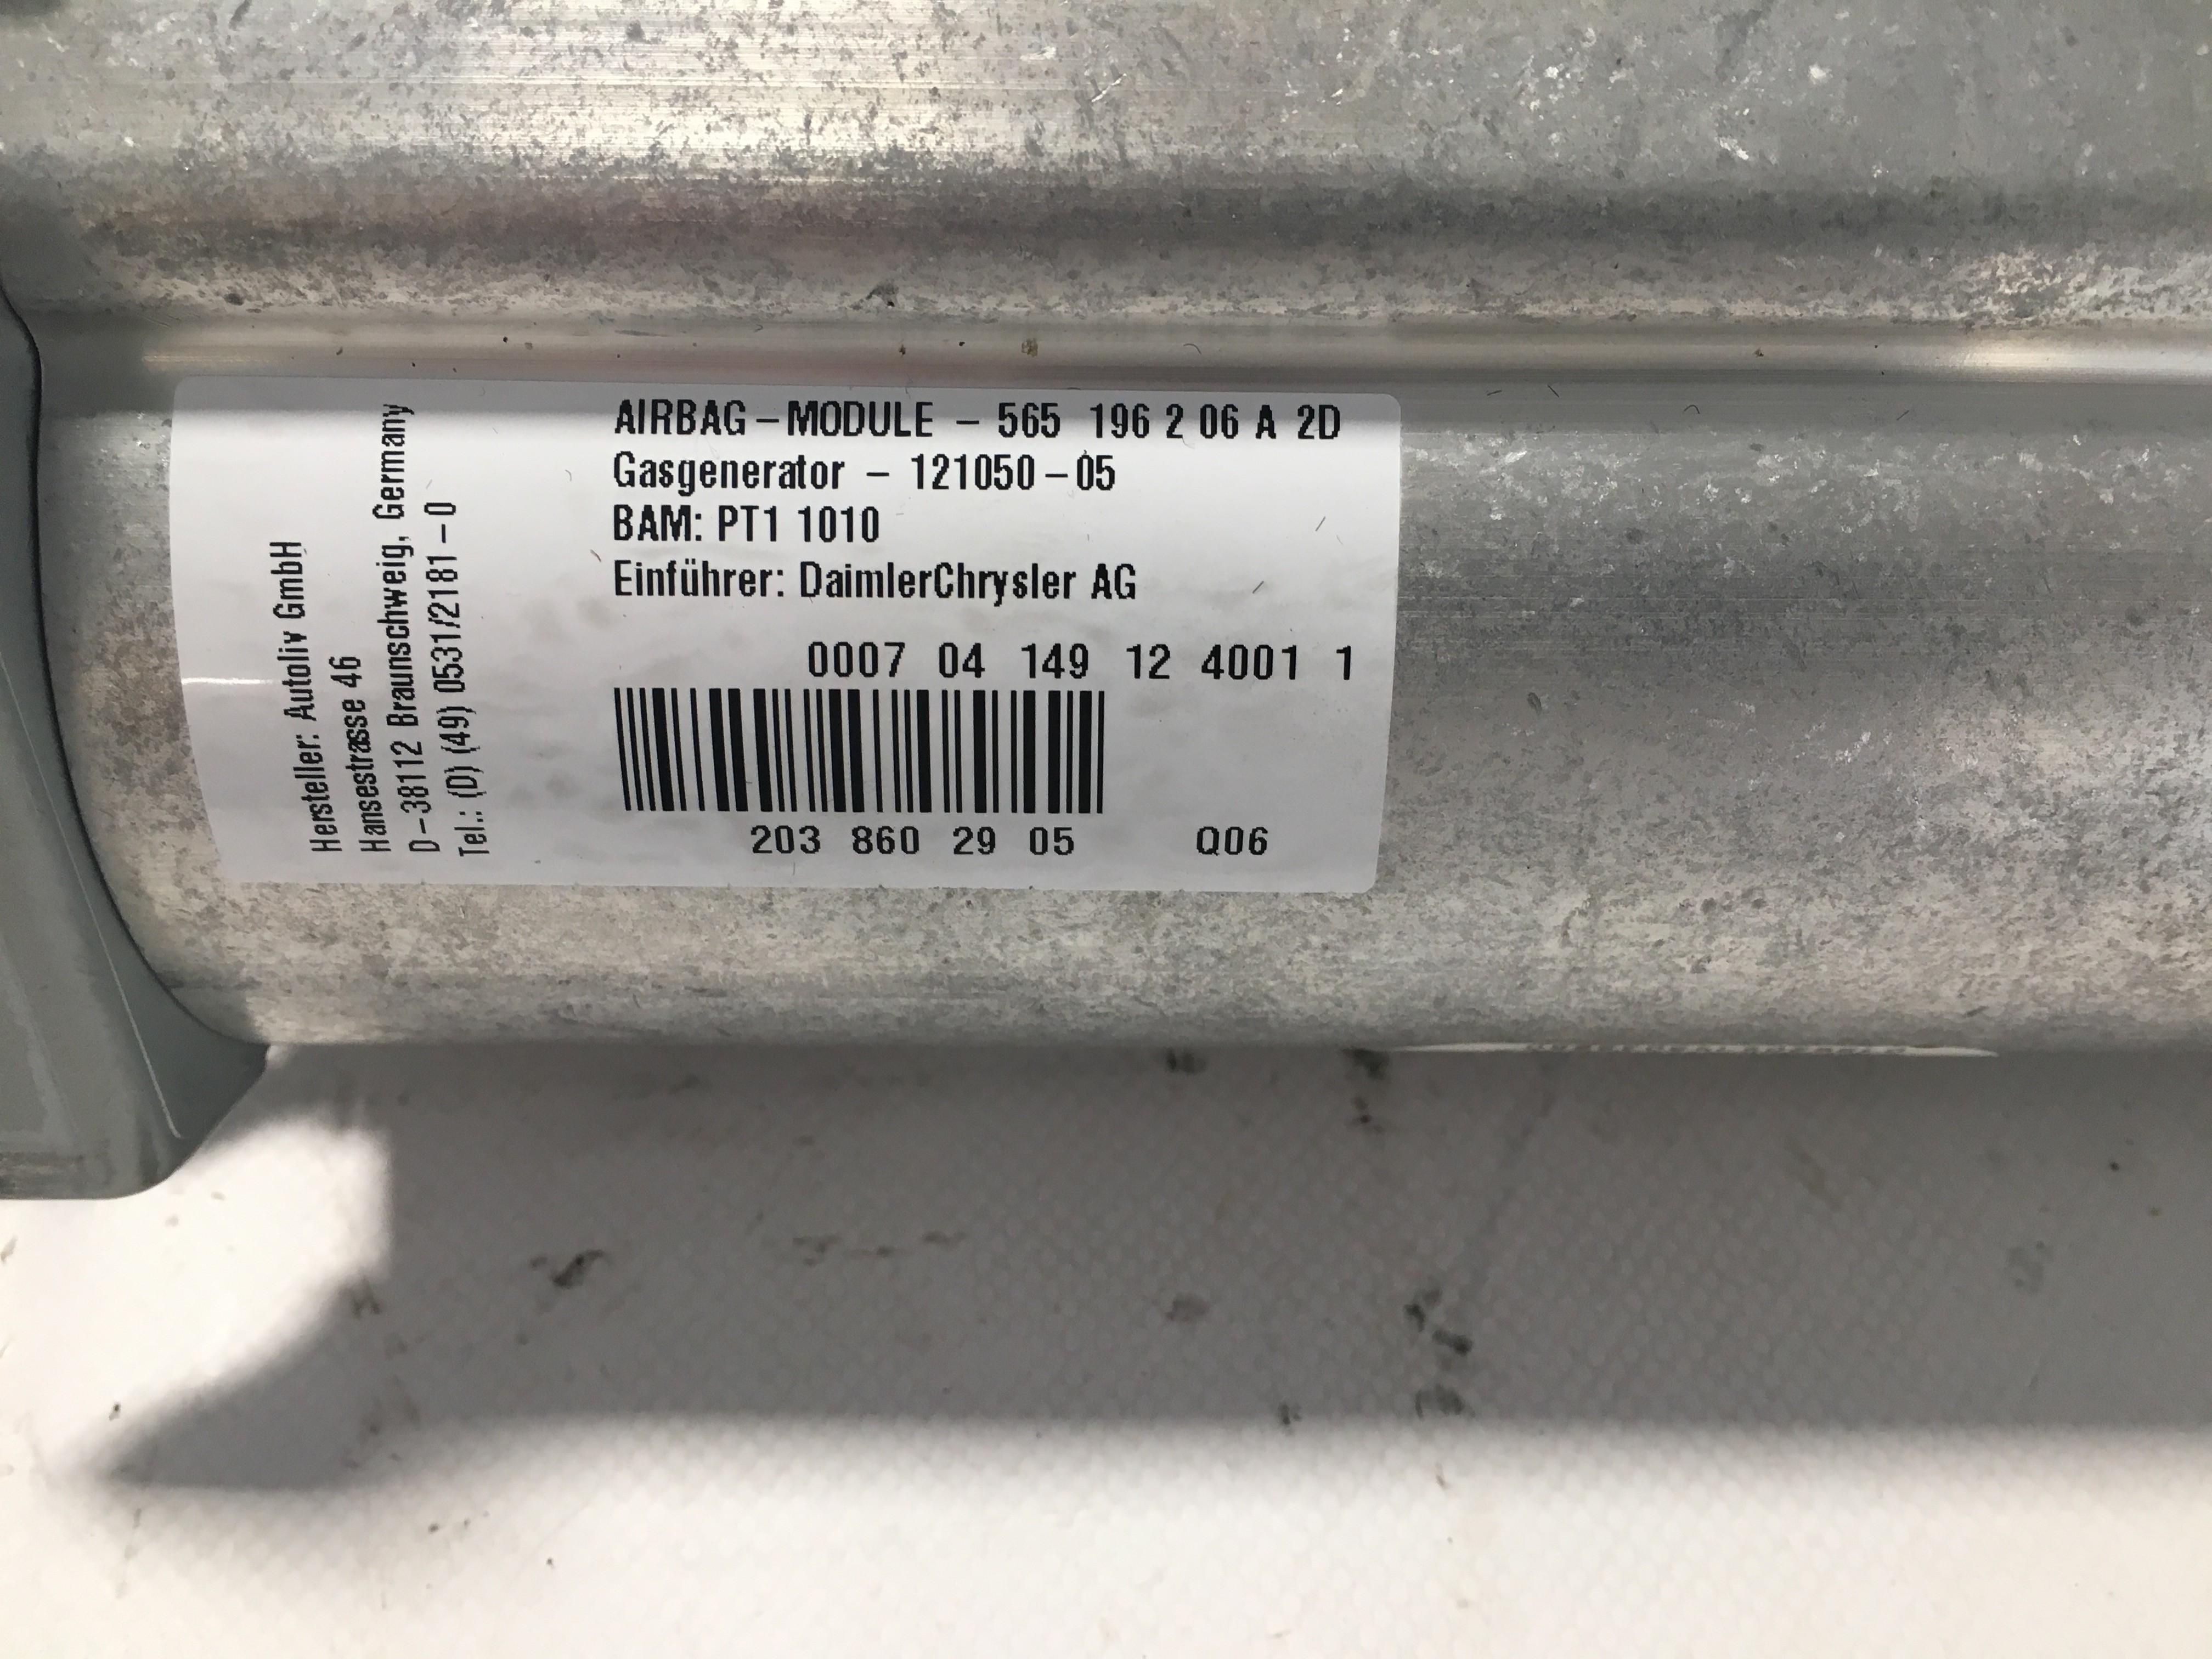 AIRBAG – MODULE – 565 196 2 06 A 2D
Gasgenerator – 121050 – 05
BAM: PT1 1010
Einführer: DaimlerChrysler AG
0007 04 149 12 4001 1
203 860 29 05 Q06
Hersteller: Autoliv GmbH
Hansestrasse 46
D – 38112 Braunschweig, Germany
Tel.: (D) (49) 0531/2181 – 0